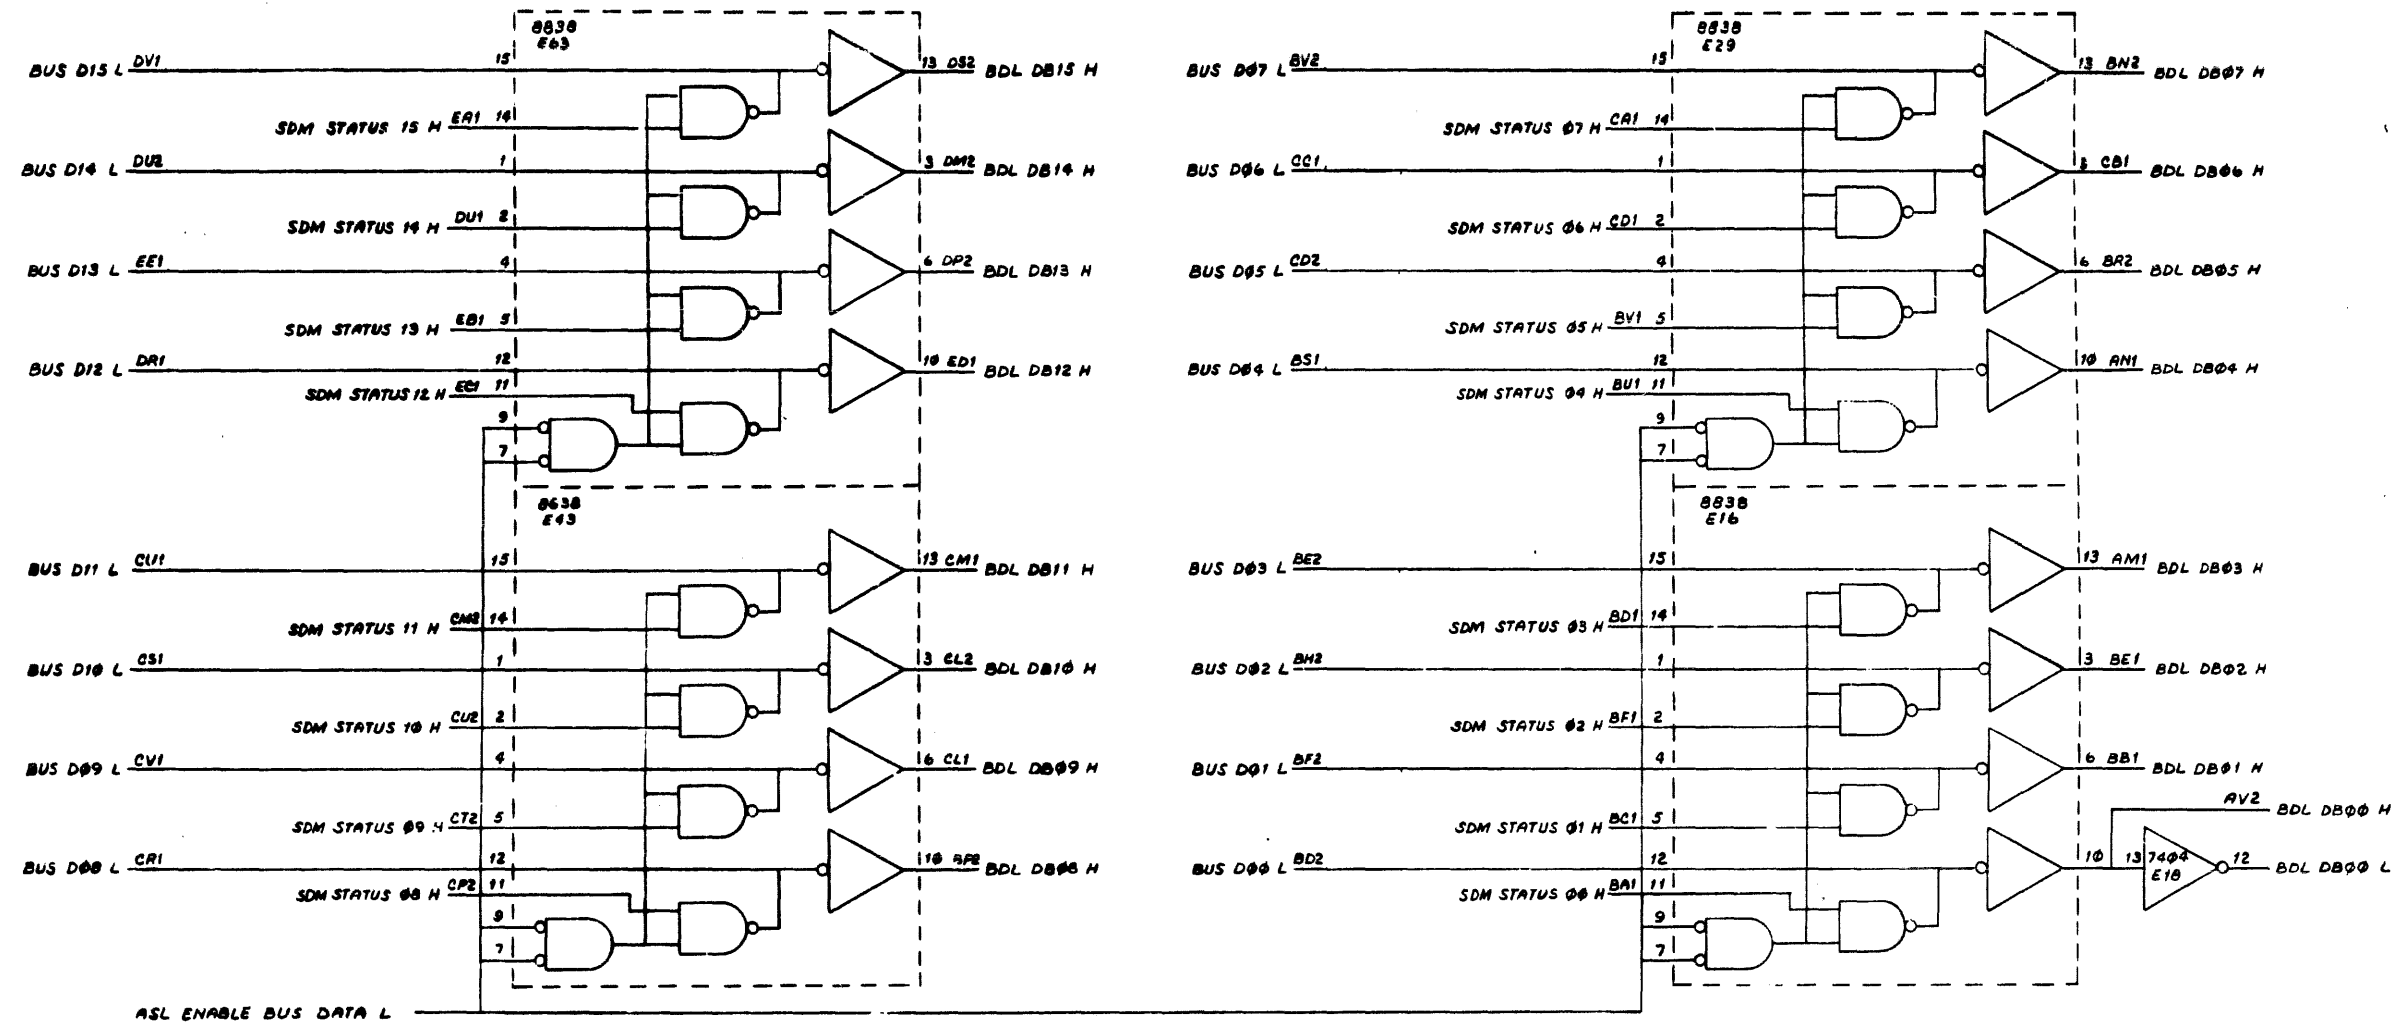 8838
E63
BUS D15 L DV1 15 13 DS2 BDL DB15 H
SDM STATUS 15 H EA1 14
BUS D14 L DU2 1 3 DM2 BDL DB14 H
SDM STATUS 14 H DU1 2
BUS D13 L EE1 4 6 DP2 BDL DB13 H
SDM STATUS 13 H EB1 5
BUS D12 L DR1 12 10 ED1 BDL DB12 H
SDM STATUS 12 H EC1 11
9
7
8638
E43
BUS D11 L CU1 15 13 CM1 BDL DB11 H
SDM STATUS 11 H CM2 14
BUS D10 L CS1 1 3 CL2 BDL DB10 H
SDM STATUS 10 H CU2 2
BUS D09 L CV1 4 6 CL1 BDL DB09 H
SDM STATUS 09 H CT2 5
BUS D08 L CR1 12 10 BP2 BDL DB08 H
SDM STATUS 08 H CP2 11
9
7
ASL ENABLE BUS DATA L
8838
E29
BUS D07 L BV2 15 13 BN2 BDL DB07 H
SDM STATUS 07 H CA1 14
BUS D06 L CC1 1 3 CB1 BDL DB06 H
SDM STATUS 06 H CD1 2
BUS D05 L CD2 4 6 BR2 BDL DB05 H
SDM STATUS 05 H BV1 5
BUS D04 L BS1 12 10 AN1 BDL DB04 H
SDM STATUS 04 H BU1 11
9
7
8838
E16
BUS D03 L BE2 15 13 AM1 BDL DB03 H
SDM STATUS 03 H BD1 14
BUS D02 L BH2 1 3 BE1 BDL DB02 H
SDM STATUS 02 H BF1 2
BUS D01 L BF2 4 6 BB1 BDL DB01 H
SDM STATUS 01 H BC1 5
AV2 BDL DB00 H
BUS D00 L BD2 12 10 13 7404 12 BDL DB00 L
E18
SDM STATUS 00 H BA1 11
9
7